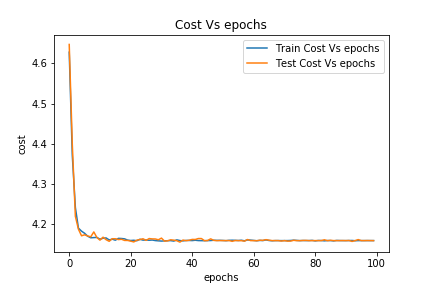 Cost Vs epochs
Train Cost Vs epochs
Test Cost Vs epochs
4.6
4.5
4.4
4.3
4.2
cost
0
20
40
60
80
100
epochs